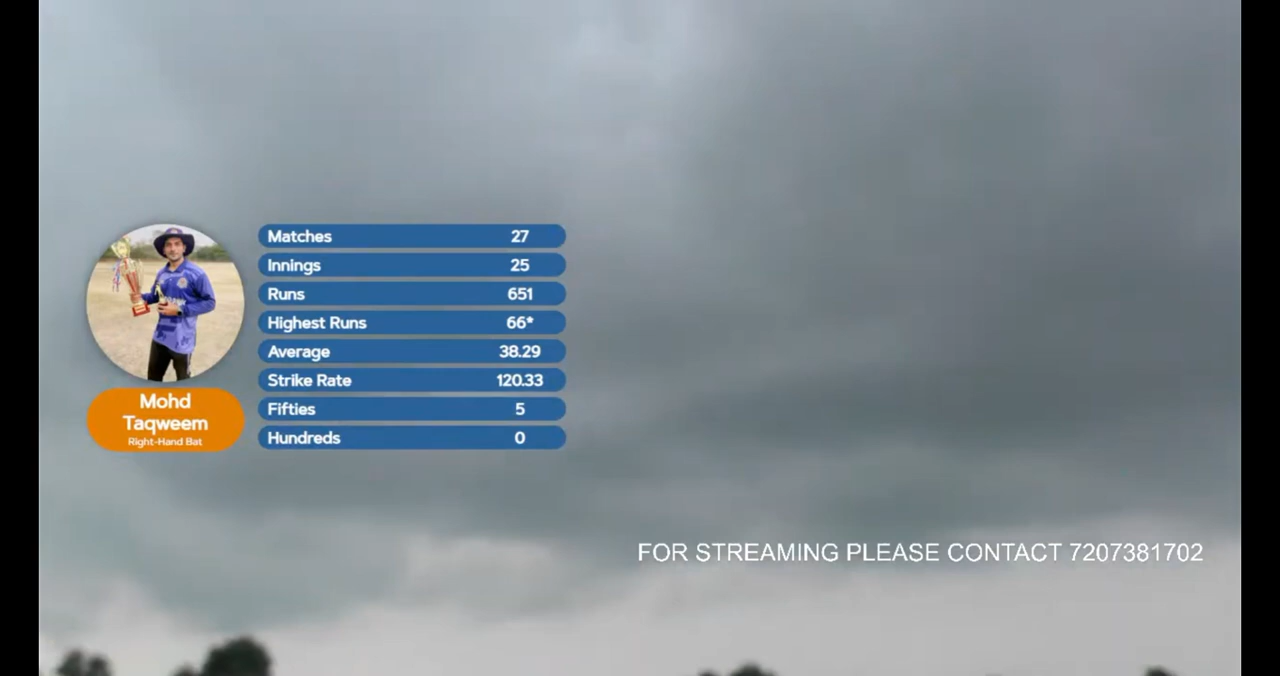 Matches 27
Innings 25
Runs 651
Highest Runs 66*
Average 38.29
Strike Rate 120.33
Fifties 5
Hundreds 0
Mohd
Taqweem
Right-Hand Bat
FOR STREAMING PLEASE CONTACT 7207381702